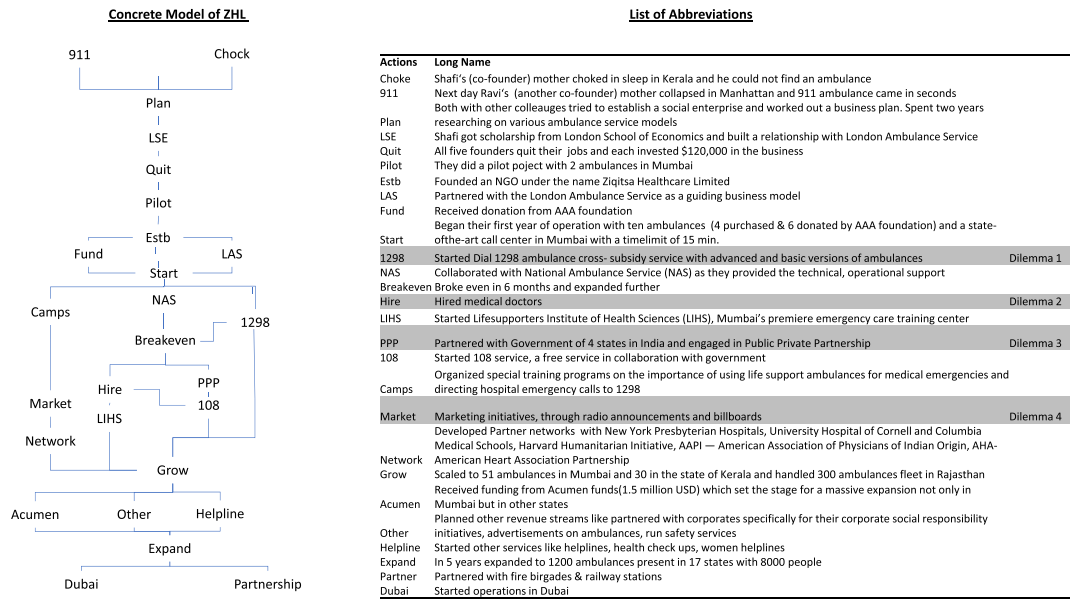 Concrete Model of ZHL
911
Chock
Plan
LSE
Quit
Pilot
Estb
Fund
LAS
Start
NAS
Camps
1298
Breakeven
Hire
PPP
Market
108
LIHS
Network
Grow
Acumen
Other
Helpline
Expand
Dubai
Partnership
List of Abbreviations
Actions Long Name
Choke Shafi's (co-founder) mother choked in sleep in Kerala and he could not find an ambulance
911 Next day Ravi's (another co-founder) mother collapsed in Manhattan and 911 ambulance came in seconds
Both with other colleauges tried to establish a social enterprise and worked out a business plan. Spent two years
Plan researching on various ambulance service models
LSE Shafi got scholarship from London School of Economics and built a relationship with London Ambulance Service
Quit All five founders quit their jobs and each invested $120,000 in the business
Pilot They did a pilot poject with 2 ambulances in Mumbai
Estb Founded an NGO under the name Ziqitsa Healthcare Limited
LAS Partnered with the London Ambulance Service as a guiding business model
Fund Received donation from AAA foundation
Began their first year of operation with ten ambulances (4 purchased & 6 donated by AAA foundation) and a state-
Start ofthe-art call center in Mumbai with a timelimit of 15 min.
1298 Started Dial 1298 ambulance cross- subsidy service with advanced and basic versions of ambulances Dilemma 1
NAS Collaborated with National Ambulance Service (NAS) as they provided the technical, operational support
Breakeven Broke even in 6 months and expanded further
Hire Hired medical doctors Dilemma 2
LIHS Started Lifesupporters Institute of Health Sciences (LIHS), Mumbai's premiere emergency care training center
PPP Partnered with Government of 4 states in India and engaged in Public Private Partnership Dilemma 3
108 Started 108 service, a free service in collaboration with government
Organized special training programs on the importance of using life support ambulances for medical emergencies and
Camps directing hospital emergency calls to 1298
Market Marketing initiatives, through radio announcements and billboards Dilemma 4
Developed Partner networks with New York Presbyterian Hospitals, University Hospital of Cornell and Columbia
Medical Schools, Harvard Humanitarian Initiative, AAPI — American Association of Physicians of Indian Origin, AHA-
Network American Heart Association Partnership
Grow Scaled to 51 ambulances in Mumbai and 30 in the state of Kerala and handled 300 ambulances fleet in Rajasthan
Received funding from Acumen funds(1.5 million USD) which set the stage for a massive expansion not only in
Acumen Mumbai but in other states
Planned other revenue streams like partnered with corporates specifically for their corporate social responsibility
Other initiatives, advertisements on ambulances, run safety services
Helpline Started other services like helplines, health check ups, women helplines
Expand In 5 years expanded to 1200 ambulances present in 17 states with 8000 people
Partner Partnered with fire birgades & railway stations
Dubai Started operations in Dubai